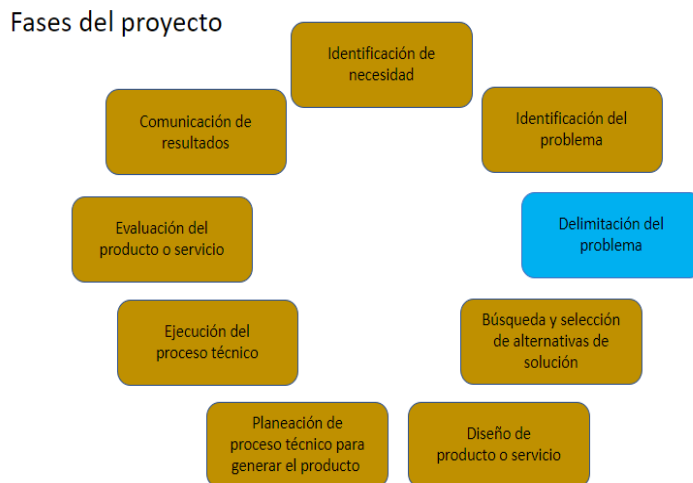 Fases del proyecto
Identificación de
necesidad
Identificación del
problema
Delimitación del
problema
Búsqueda y selección
de alternativas de
solución
Diseño de
producto o servicio
Planeación de
proceso técnico para
generar el producto
Ejecución del
proceso técnico
Evaluación del
producto o servicio
Comunicación de
resultados